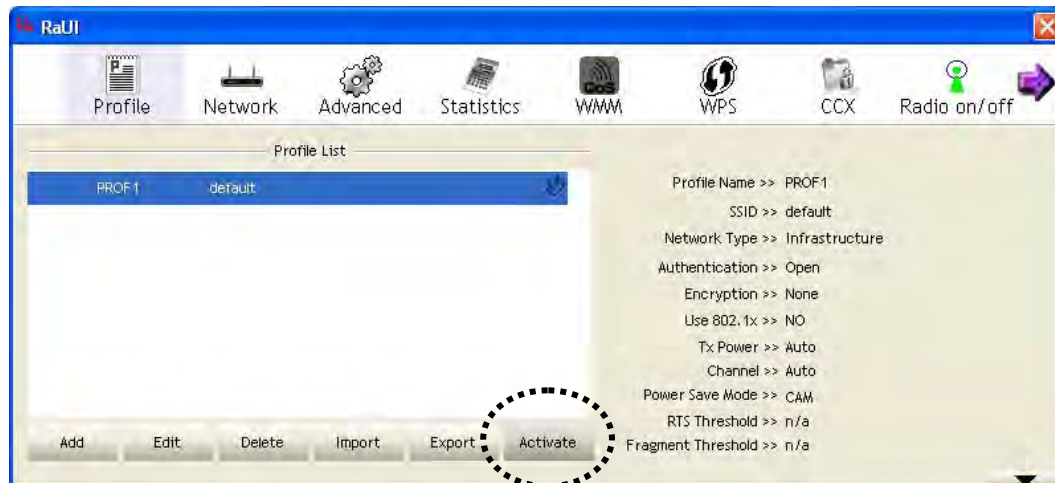 RaUI
Profile Network Advanced Statistics WMM WPS CCX Radio on/off
P QoS
Profile List
PROF1 default
Profile Name >> PROF1
SSID >> default
Network Type >> Infrastructure
Authentication >> Open
Encryption >> None
Use 802.1x >> NO
Tx Power >> Auto
Channel >> Auto
Power Save Mode >> CAM
RTS Threshold >> n/a
Fragment Threshold >> n/a
Add Edit Delete Import Export Activate